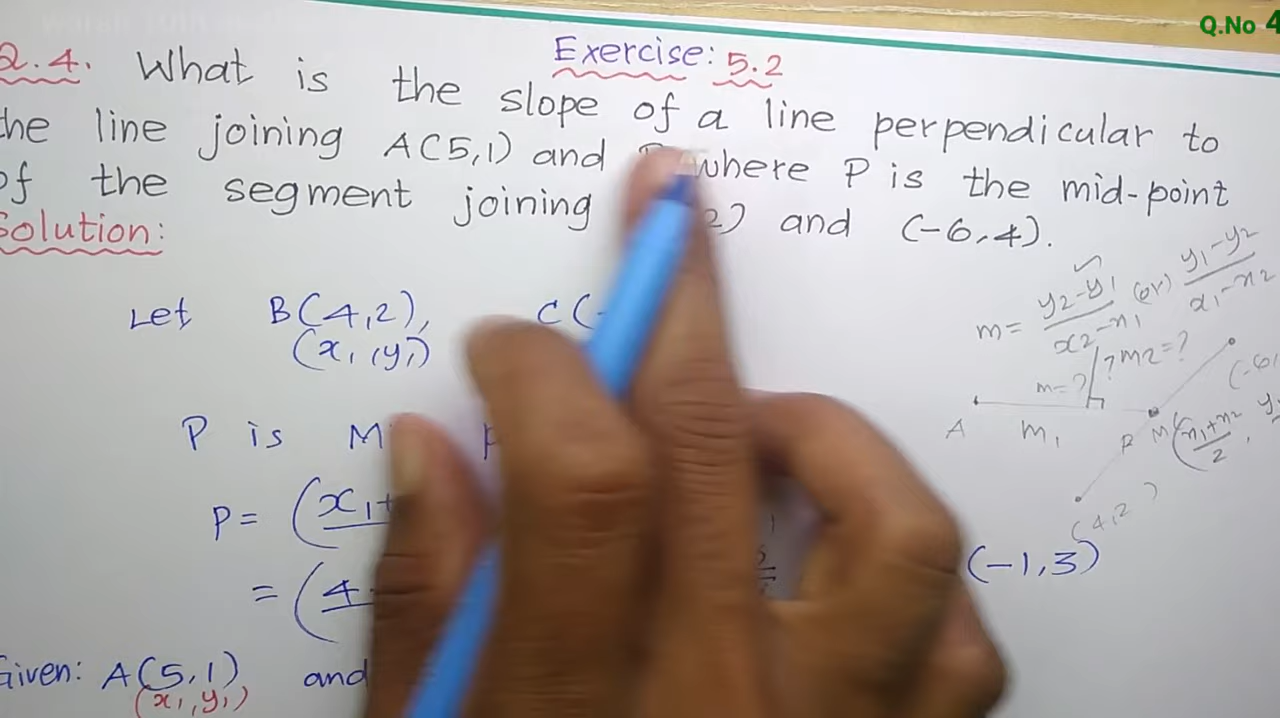 Q.No 4
Exercise: 5.2
Q.4. What is the slope of a line perpendicular to
the line joining A(5,1) and P where P is the mid-point
of the segment joining 2) and (-6,4).
Solution:
Let B(4,2), C(-
(x1,y1)
P is
P = (x1+
= (4
(-1,3)
Given: A(5,1) and
(x1,y1)
m = y2-y1/x2-x1 (or) y1-y2/x1-x2
m=? ? m2=?
A m1 P M(x1+x2/2,
(-6,
(4,2)